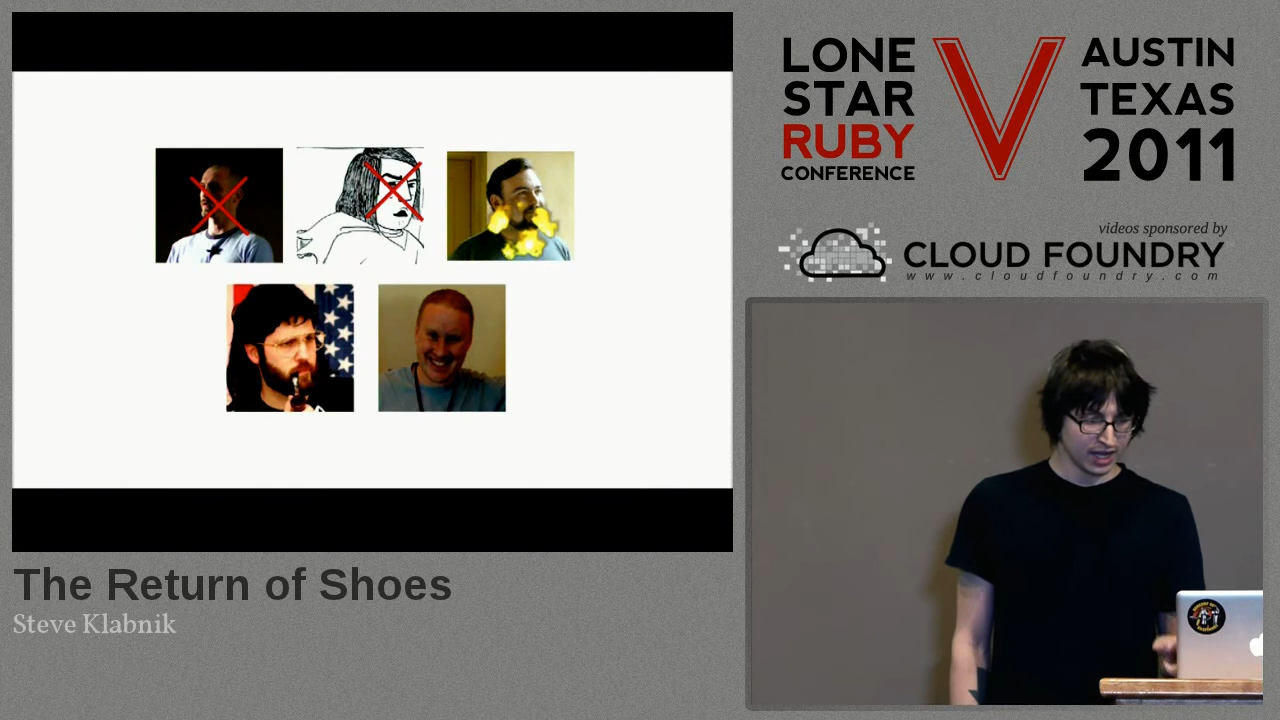 LONE
STAR
RUBY
CONFERENCE
V
AUSTIN
TEXAS
2011
videos sponsored by
CLOUD FOUNDRY
www.cloudfoundry.com
The Return of Shoes
Steve Klabnik